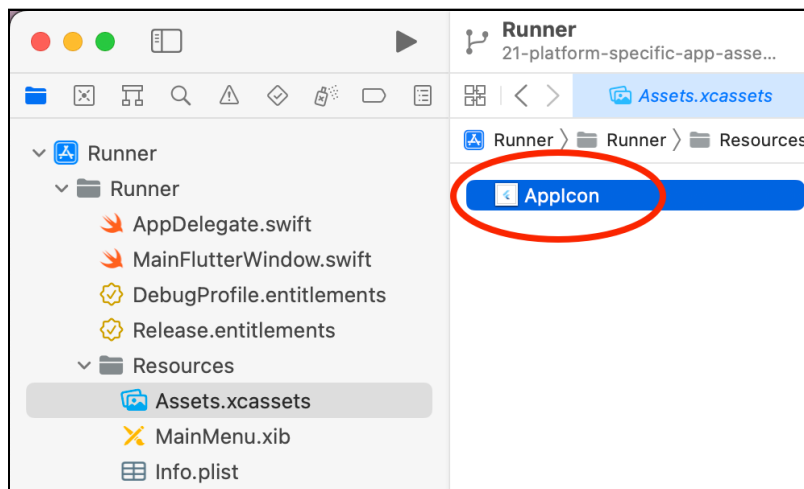 Runner
21-platform-specific-app-asse...
Assets.xcassets
Runner
Runner
Runner
Resources
Runner
AppIcon
AppDelegate.swift
MainFlutterWindow.swift
DebugProfile.entitlements
Release.entitlements
Resources
Assets.xcassets
MainMenu.xib
Info.plist